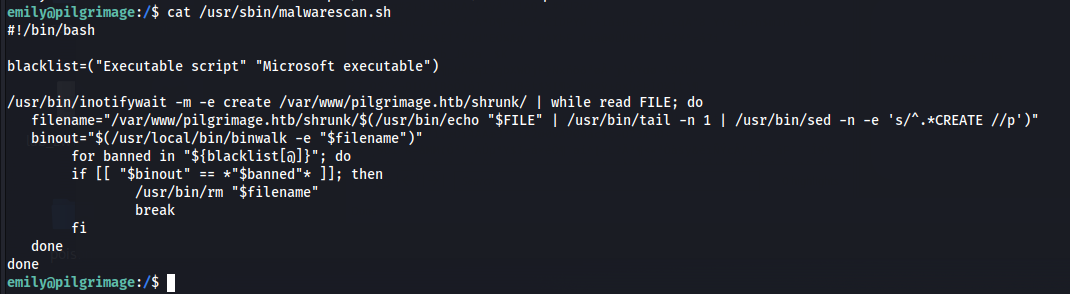 emily@pilgrimage:/$ cat /usr/sbin/malwarescan.sh
#!/bin/bash

blacklist=("Executable script" "Microsoft executable")

/usr/bin/inotifywait -m -e create /var/www/pilgrimage.htb/shrunk/ | while read FILE; do
   filename="/var/www/pilgrimage.htb/shrunk/$(/usr/bin/echo "$FILE" | /usr/bin/tail -n 1 | /usr/bin/sed -n -e 's/^.*CREATE //p')"
   binout="$(/usr/local/bin/binwalk -e "$filename")"
        for banned in "${blacklist[@]}"; do
        if [[ "$binout" == *"$banned"* ]]; then
                /usr/bin/rm "$filename"
                break
        fi
   done
done
emily@pilgrimage:/$